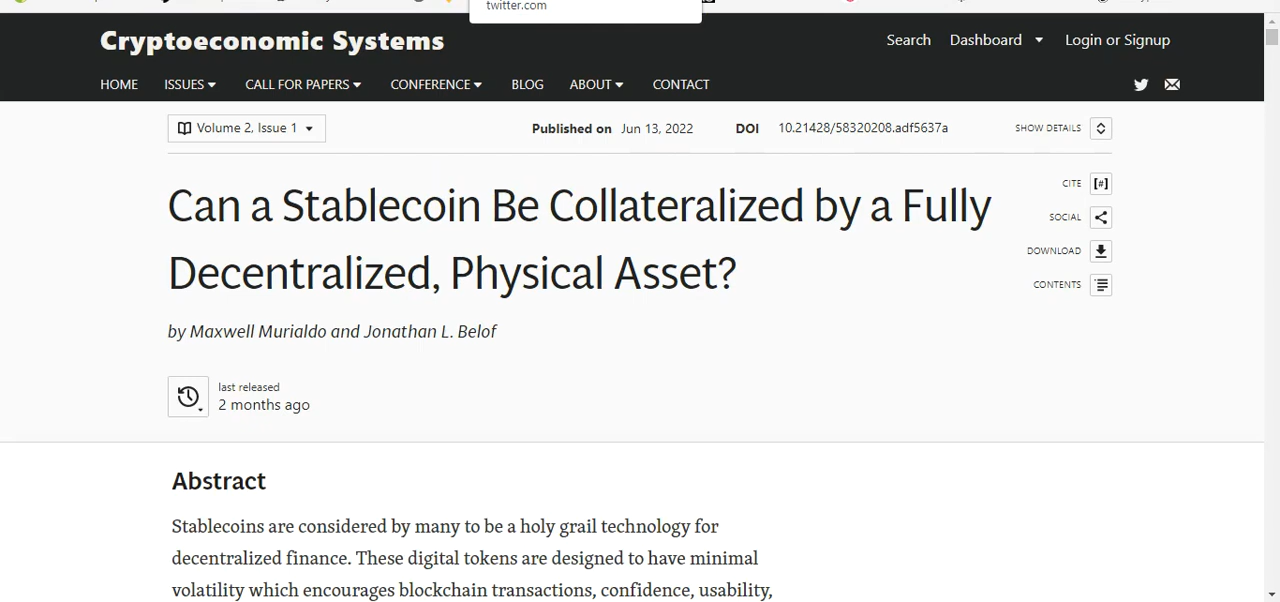 twitter.com
Cryptoeconomic Systems
Search Dashboard Login or Signup
HOME ISSUES CALL FOR PAPERS CONFERENCE BLOG ABOUT CONTACT
Volume 2, Issue 1 Published on Jun 13, 2022 DOI 10.21428/58320208.adf5637a SHOW DETAILS
Can a Stablecoin Be Collateralized by a Fully
Decentralized, Physical Asset?
CITE [#]
SOCIAL
DOWNLOAD
CONTENTS
by Maxwell Murialdo and Jonathan L. Belof
last released
2 months ago
Abstract
Stablecoins are considered by many to be a holy grail technology for
decentralized finance. These digital tokens are designed to have minimal
volatility which encourages blockchain transactions, confidence, usability,